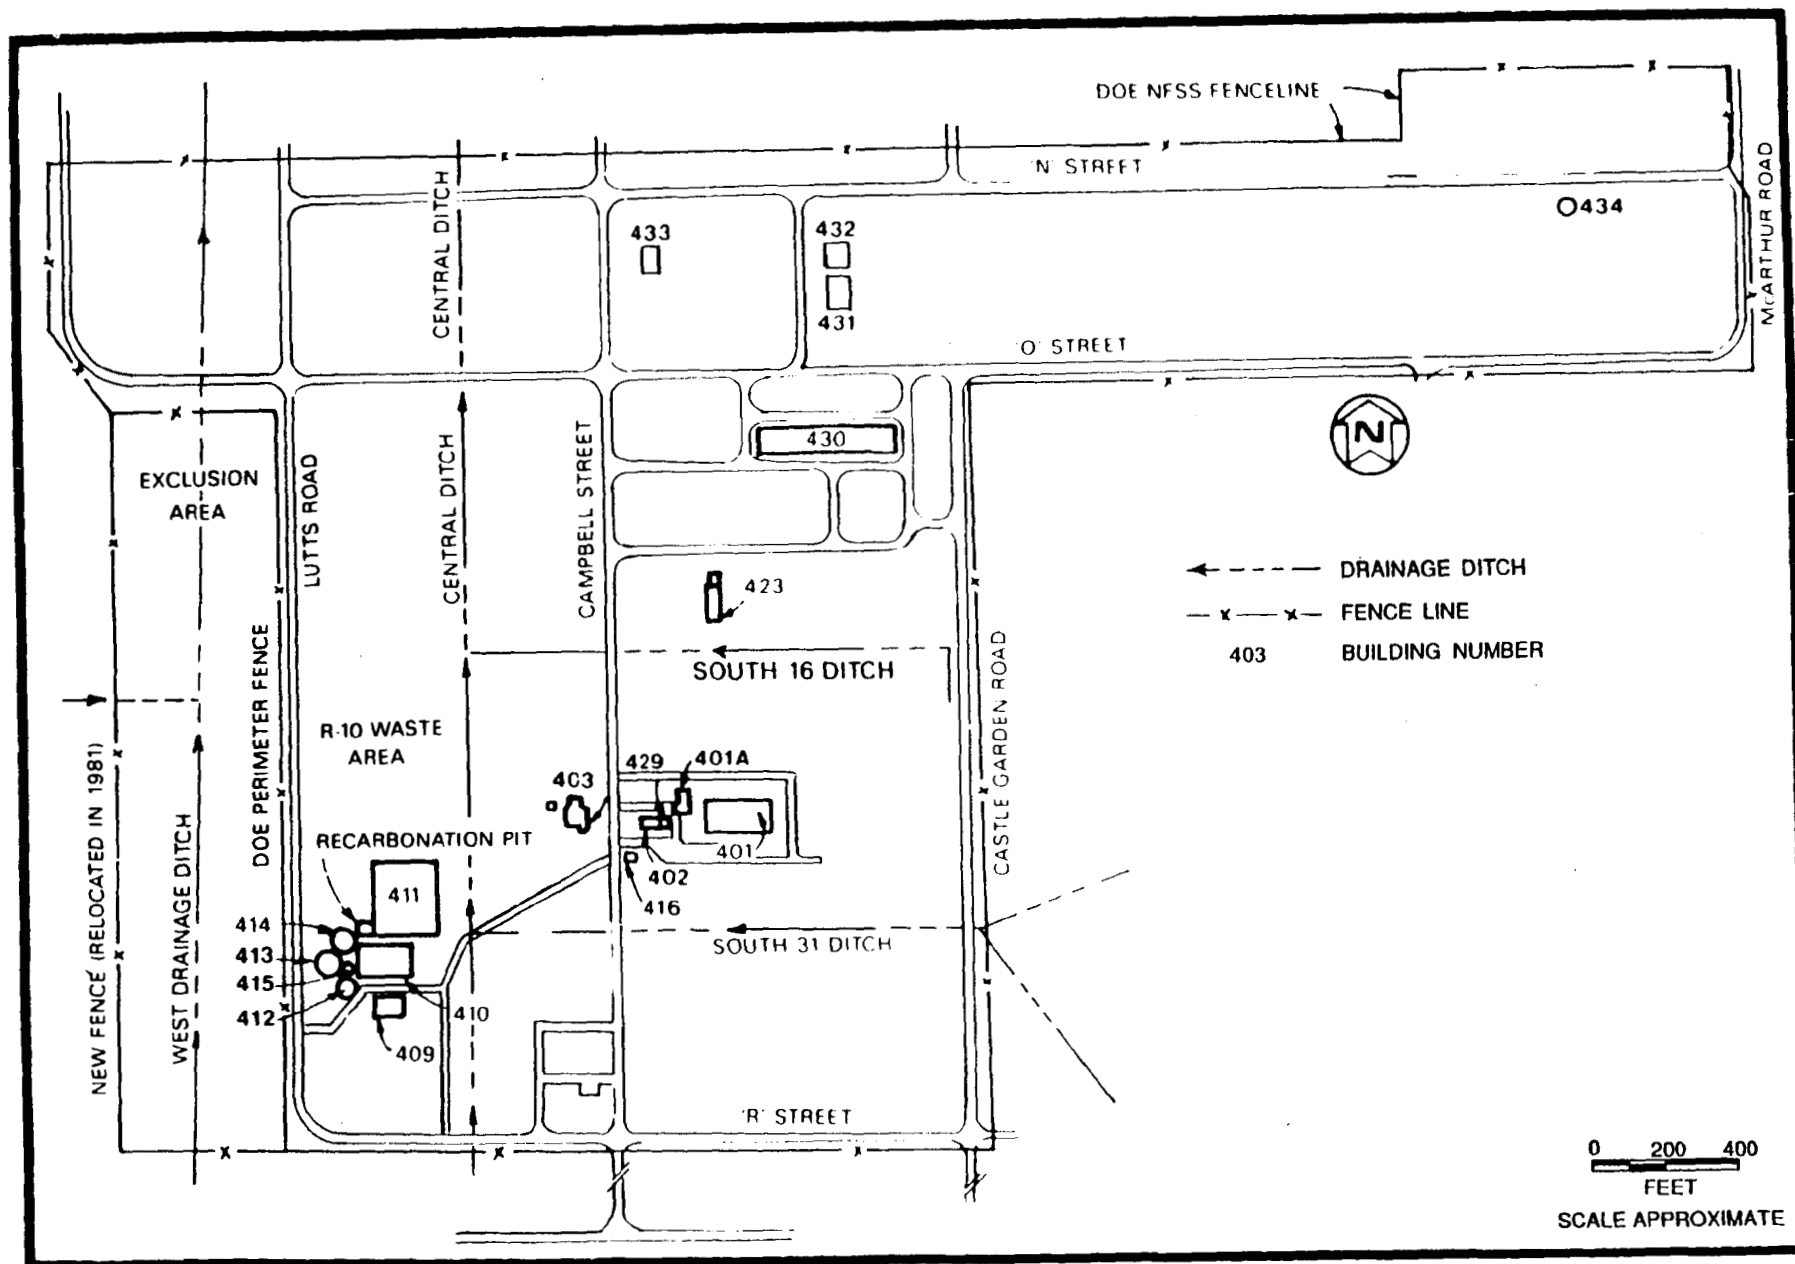 DOE NFSS FENCELINE
'N' STREET
McARTHUR ROAD
434
CENTRAL DITCH
433
432
431
'O' STREET
N
430
EXCLUSION
AREA
LUTTS ROAD
CENTRAL DITCH
CAMPBELL STREET
423
DRAINAGE DITCH
x x FENCE LINE
403 BUILDING NUMBER
SOUTH 16 DITCH
CASTLE GARDEN ROAD
DOE PERIMETER FENCE
NEW FENCE (RELOCATED IN 1981)
WEST DRAINAGE DITCH
R-10 WASTE
AREA
403
429
401A
401
402
416
RECARBONATION PIT
411
414
413
415
412
410
409
SOUTH 31 DITCH
'R' STREET
0 200 400
FEET
SCALE APPROXIMATE